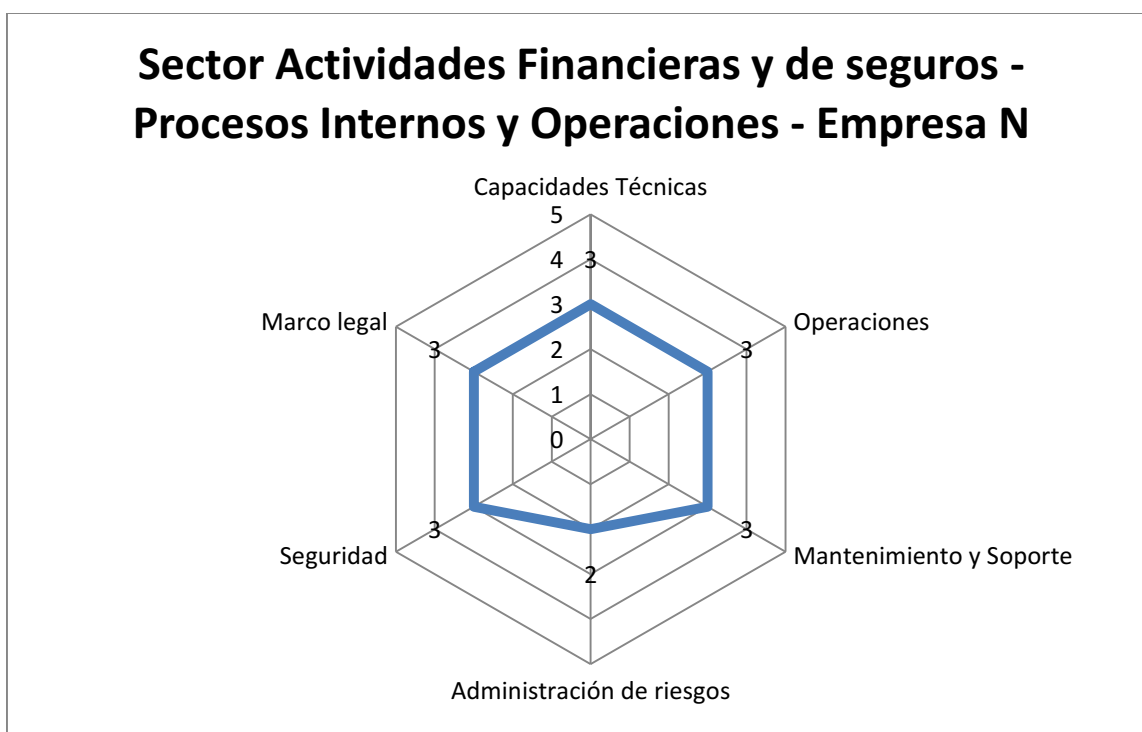 Sector Actividades Financieras y de seguros -
Procesos Internos y Operaciones - Empresa N
Capacidades Técnicas
5
4 3
3
2
1
0
Marco legal
3
Operaciones
3
Seguridad
3
Mantenimiento y Soporte
3
2
Administración de riesgos